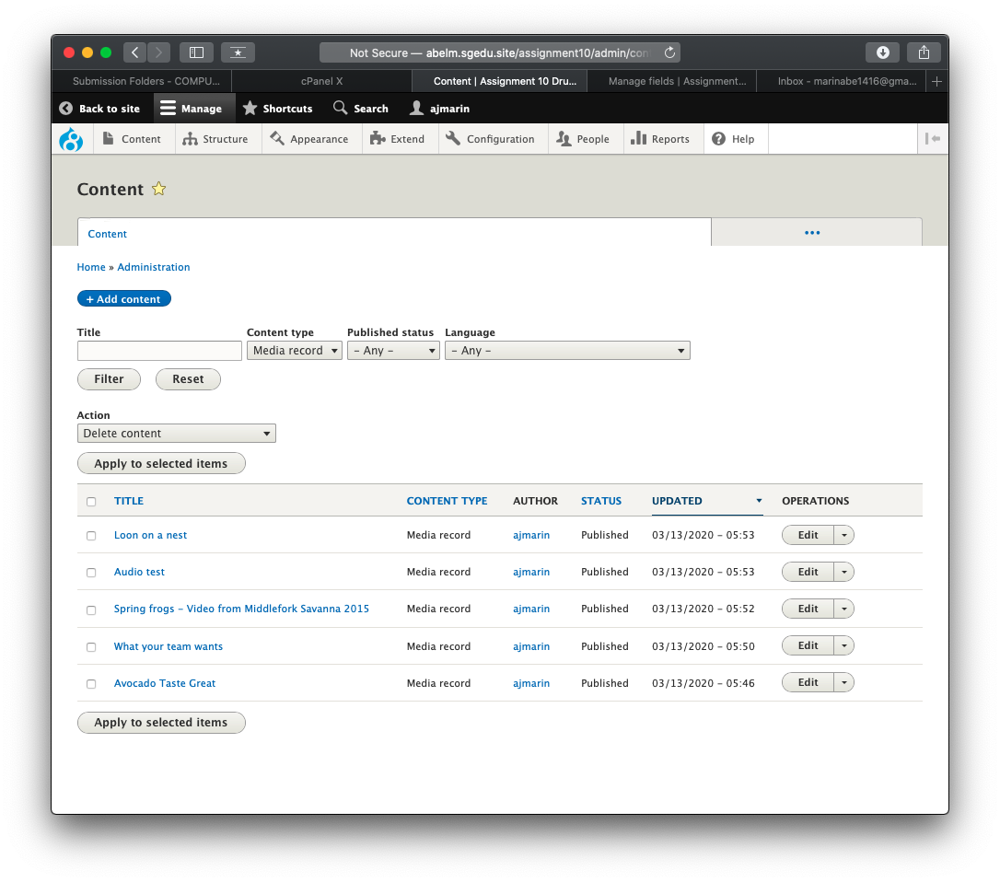 Not Secure — abelm.sgedu.site/assignment10/admin/con
Submission Folders - COMPU... cPanel X Content | Assignment 10 Dru... Manage fields | Assignment... Inbox - marinabe1416@gma...
Back to site Manage Shortcuts Search ajmarin
Content Structure Appearance Extend Configuration People Reports Help
Content
Content •••
Home » Administration
+ Add content
Title Content type Published status Language
Media record - Any - - Any -
Filter Reset
Action
Delete content
Apply to selected items
TITLE CONTENT TYPE AUTHOR STATUS UPDATED OPERATIONS
Loon on a nest Media record ajmarin Published 03/13/2020 - 05:53 Edit
Audio test Media record ajmarin Published 03/13/2020 - 05:53 Edit
Spring frogs - Video from Middlefork Savanna 2015 Media record ajmarin Published 03/13/2020 - 05:52 Edit
What your team wants Media record ajmarin Published 03/13/2020 - 05:50 Edit
Avocado Taste Great Media record ajmarin Published 03/13/2020 - 05:46 Edit
Apply to selected items